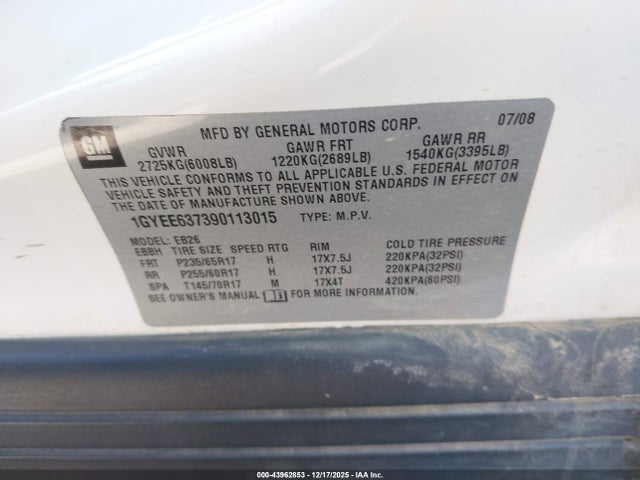 GM
MFD BY GENERAL MOTORS CORP. 07/08
GVWR GAWR FRT GAWR RR
2725KG(6008LB) 1220KG(2689LB) 1540KG(3395LB)
THIS VEHICLE CONFORMS TO ALL APPLICABLE U.S. FEDERAL MOTOR
VEHICLE SAFETY AND THEFT PREVENTION STANDARDS IN EFFECT ON
THE DATE OF MANUFACTURE SHOWN ABOVE.
1GYEE637390113015 TYPE: M.P.V.
MODEL: EB26
EBBH TIRE SIZE SPEED RTG RIM COLD TIRE PRESSURE
FRT P235/65R17 H 17X7.5J 220KPA(32PSI)
RR P255/60R17 H 17X7.5J 220KPA(32PSI)
SPA T145/70R17 M 17X4T 420KPA(60PSI)
SEE OWNER'S MANUAL FOR MORE INFORMATION.
000-43962853 - 12/17/2025 - IAA Inc.